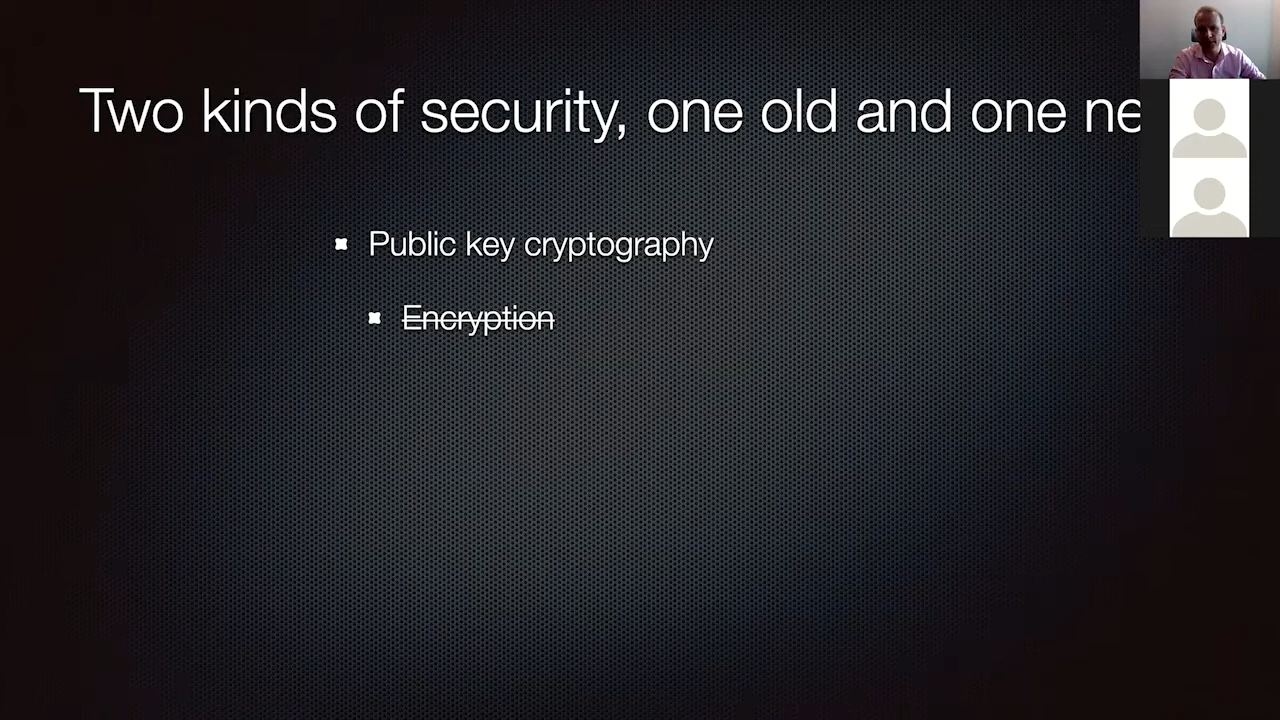 Two kinds of security, one old and one ne
Public key cryptography
Encryption